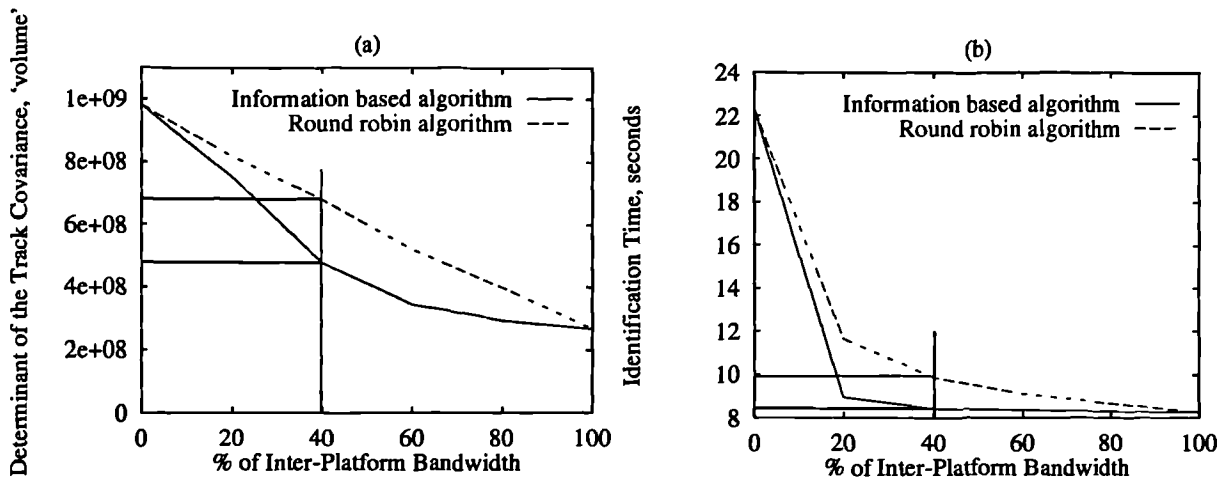 (a)
Determinant of the Track Covariance, 'volume'
1e+09
8e+08
6e+08
4e+08
2e+08
0
Information based algorithm
Round robin algorithm
0 20 40 60 80 100
% of Inter-Platform Bandwidth
(b)
Identification Time, seconds
24
22
20
18
16
14
12
10
8
Information based algorithm
Round robin algorithm
0 20 40 60 80 100
% of Inter-Platform Bandwidth